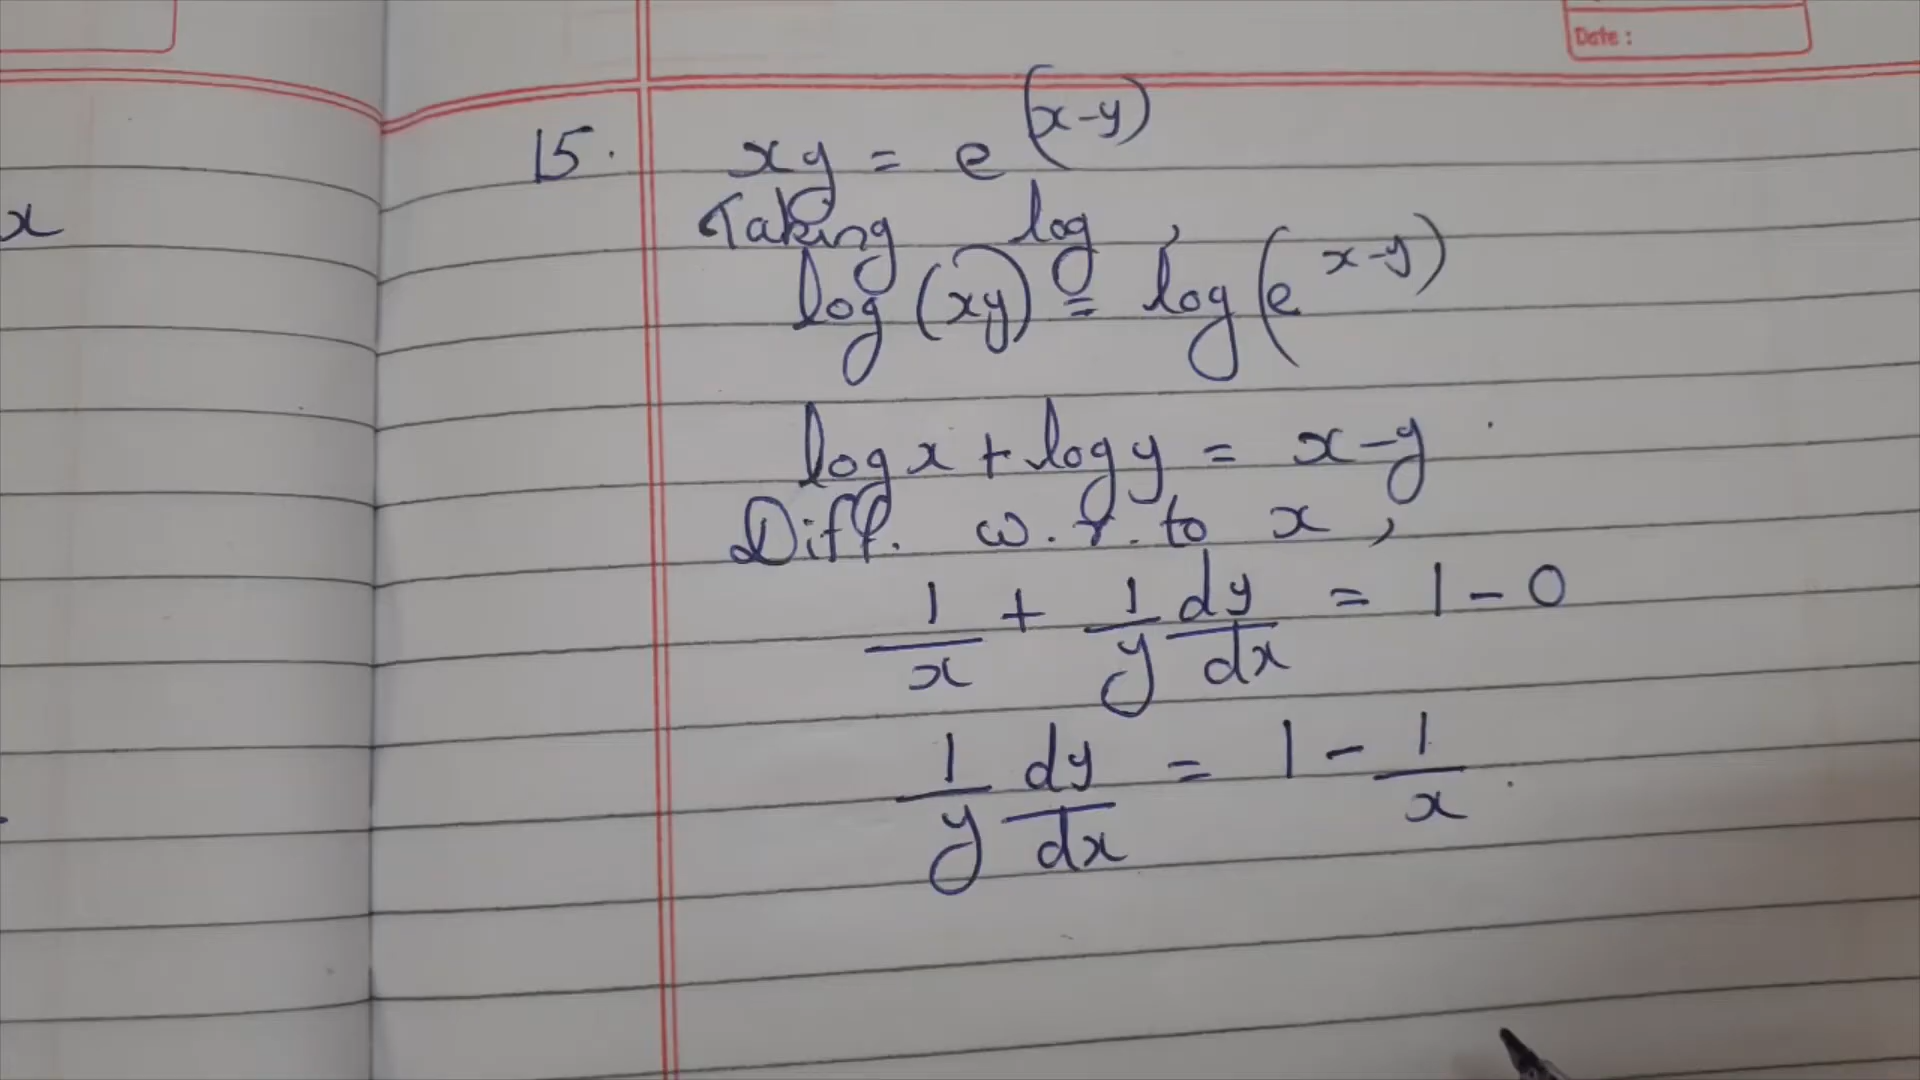 Date :
x
15. xy = e^(x-y)
Taking log,
log(xy) = log(e^x-y)
log x + log y = x-y
Diff. w.r. to x,
1/x + 1/y dy/dx = 1 - 0
1/y dy/dx = 1 - 1/x